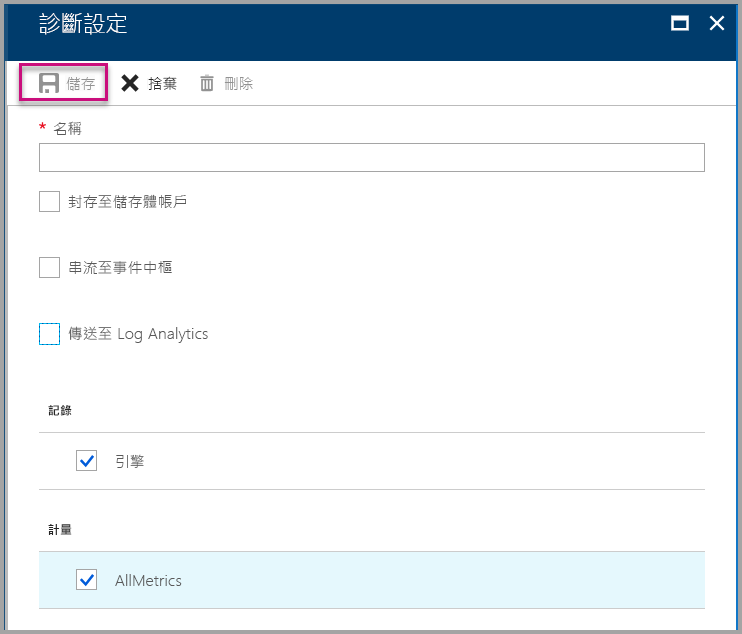 診斷設定
儲存 捨棄 刪除
* 名稱
封存至儲存體帳戶
串流至事件中樞
傳送至 Log Analytics
記錄
引擎
計量
AllMetrics